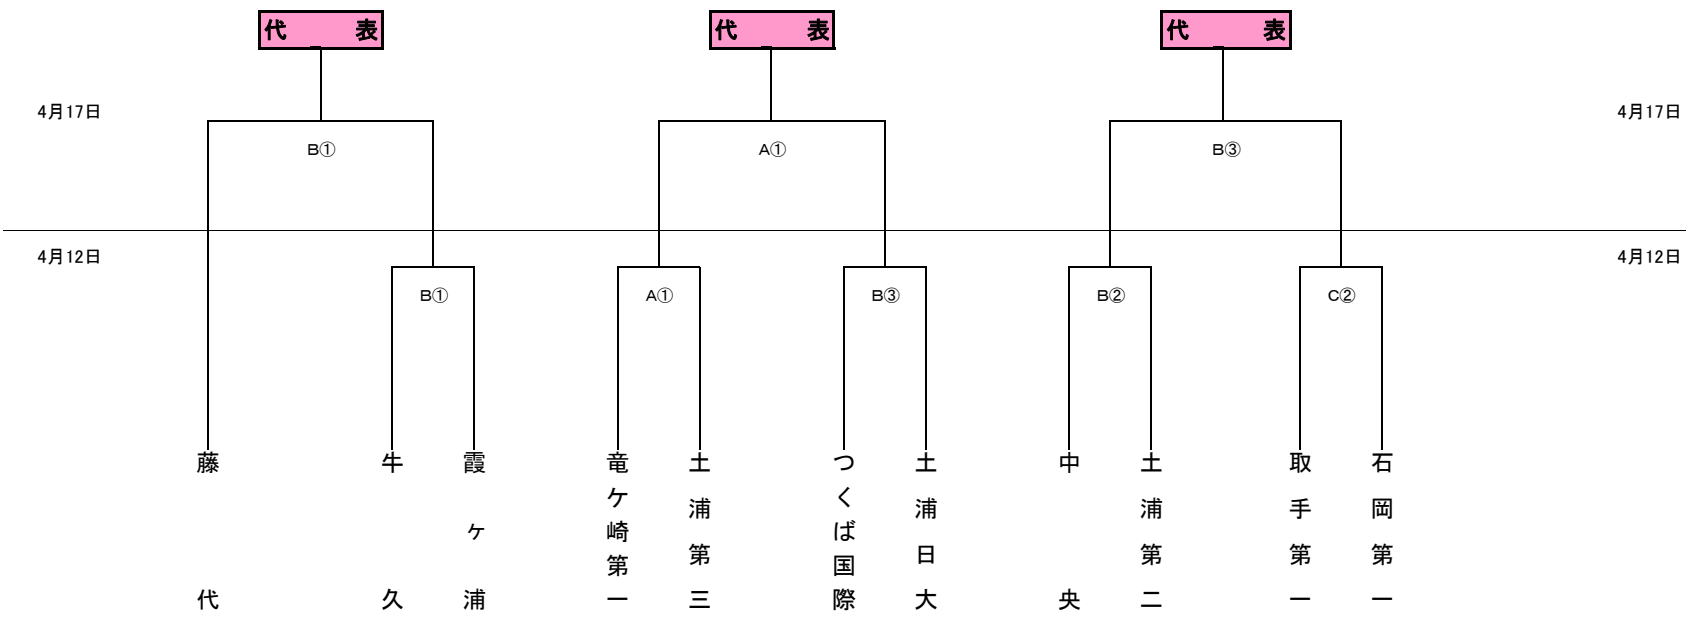 代　表
代　表
代　表
4月17日
4月17日
B①
A①
B③
4月12日
4月12日
B①
A①
B③
B②
C②
藤代
牛久
霞ヶ浦
竜ケ崎第一
土浦第三
つくば国際
土浦日大
中央
土浦第二
取手第一
石岡第一